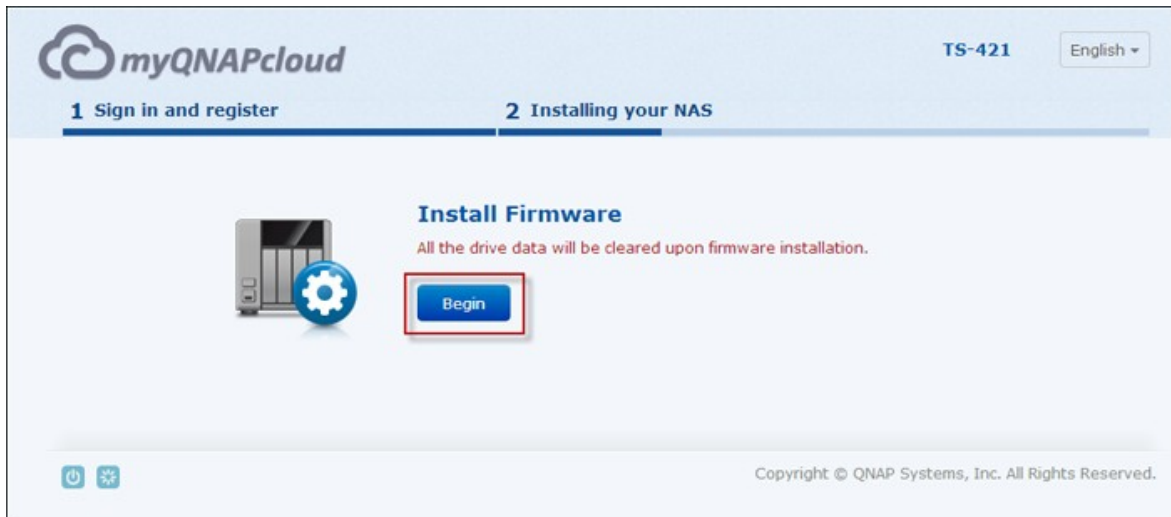 myQNAPcloud
TS-421
English
1 Sign in and register
2 Installing your NAS
Install Firmware
All the drive data will be cleared upon firmware installation.
Begin
Copyright © QNAP Systems, Inc. All Rights Reserved.